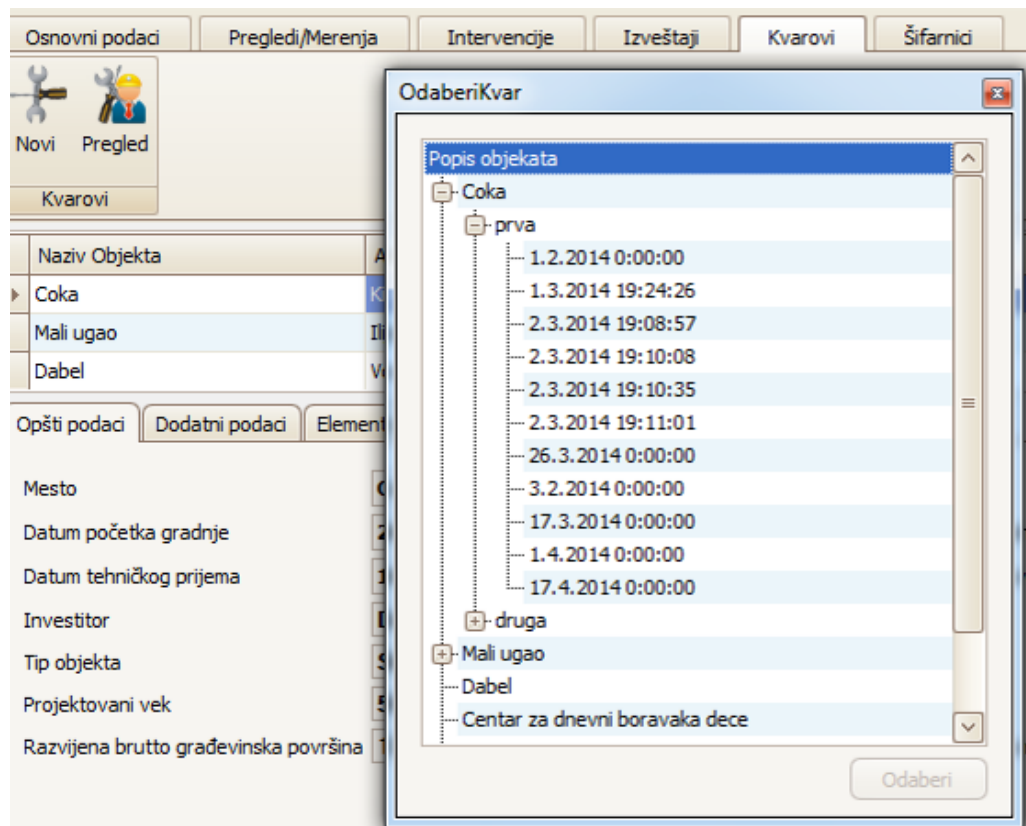 Osnovni podaci Pregledi/Merenja Intervencije Izveštaji Kvarovi Šifarnici
Novi Pregled
Kvarovi
Naziv Objekta
Coka
Mali ugao
Dabel
Opšti podaci Dodatni podaci
Mesto
Datum početka gradnje
Datum tehničkog prijema
Investitor
Tip objekta
Projektovani vek
Razvijena brutto građevinska površina
OdaberiKvar
Popis objekata
Coka
prva
1.2.2014 0:00:00
1.3.2014 19:24:26
2.3.2014 19:08:57
2.3.2014 19:10:08
2.3.2014 19:10:35
2.3.2014 19:11:01
26.3.2014 0:00:00
3.2.2014 0:00:00
17.3.2014 0:00:00
1.4.2014 0:00:00
17.4.2014 0:00:00
druga
Mali ugao
Dabel
Centar za dnevni boravaka dece
Odaberi